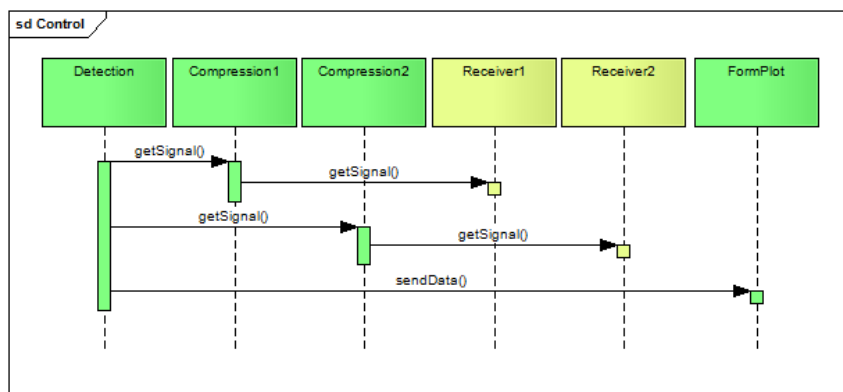 sd Control
Detection
Compression1
Compression2
Receiver1
Receiver2
FormPlot
getSignal()
getSignal()
getSignal()
getSignal()
sendData()